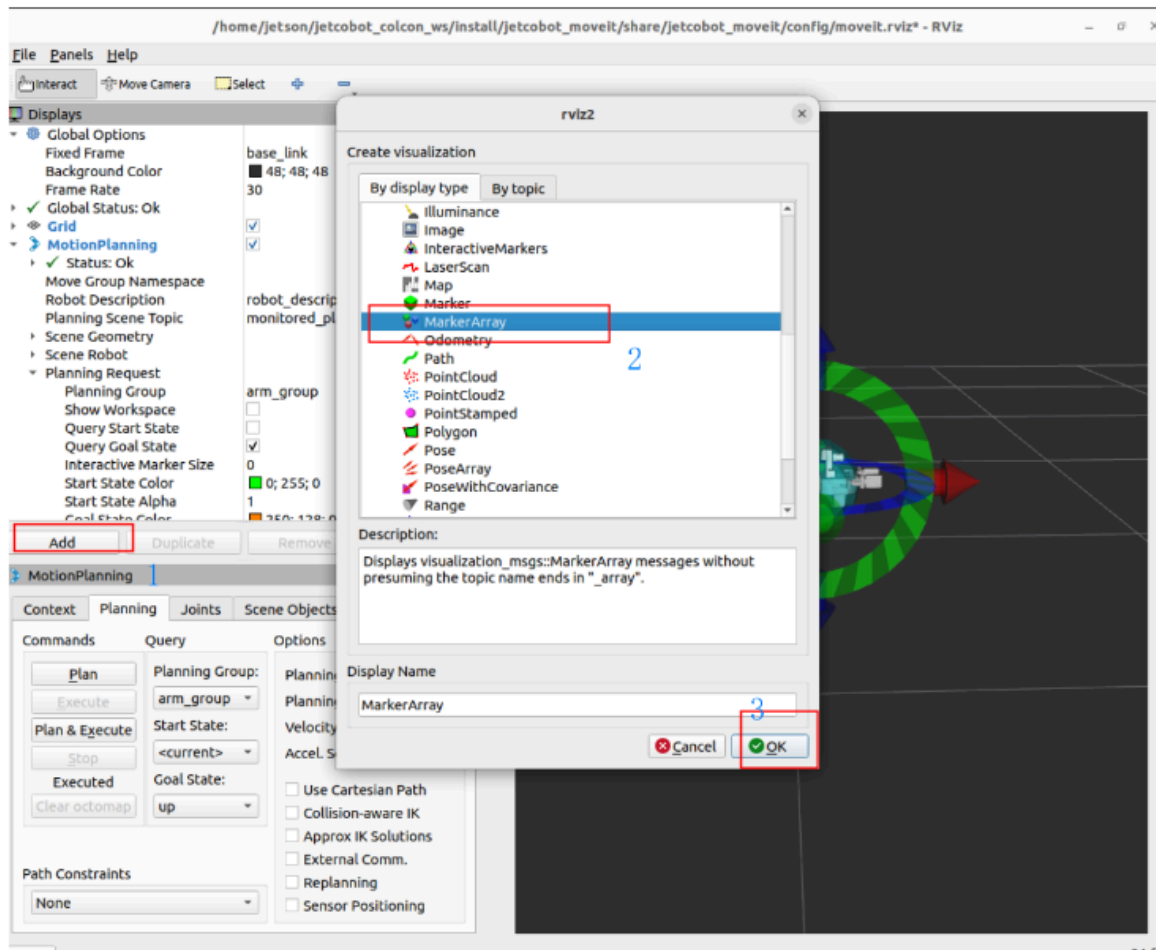 /home/jetson/jetcobot_colcon_ws/install/jetcobot_moveit/share/jetcobot_moveit/config/moveit.rviz* - RViz
File Panels Help
Interact Move Camera Select
Displays
Global Options
Fixed Frame base_link
Background Color 48; 48; 48
Frame Rate 30
Global Status: Ok
Grid
MotionPlanning
Status: Ok
Move Group Namespace
Robot Description robot_descrip
Planning Scene Topic monitored_pl
Scene Geometry
Scene Robot
Planning Request
Planning Group arm_group
Show Workspace
Query Start State
Query Goal State
Interactive Marker Size 0
Start State Color 0; 255; 0
Start State Alpha 1
Goal State Color 250; 128; 0
Add Duplicate Remove
MotionPlanning 1
Context Planning Joints Scene Objects
Commands Query Options
Plan
Execute
Plan & Execute
Stop
Executed
Clear octomap
Planning Group:
arm_group
Start State:
<current>
Goal State:
up
Planning
Planning
Velocity
Accel. S
Use Cartesian Path
Collision-aware IK
Approx IK Solutions
External Comm.
Replanning
Sensor Positioning
Path Constraints
None
rviz2
Create visualization
By display type By topic
Illuminance
Image
InteractiveMarkers
LaserScan
Map
Marker
MarkerArray
Odometry
2
Path
PointCloud
PointCloud2
PointStamped
Polygon
Pose
PoseArray
PoseWithCovariance
Range
Description:
Displays visualization_msgs::MarkerArray messages without
presuming the topic name ends in "_array".
Display Name
MarkerArray
3
Cancel OK